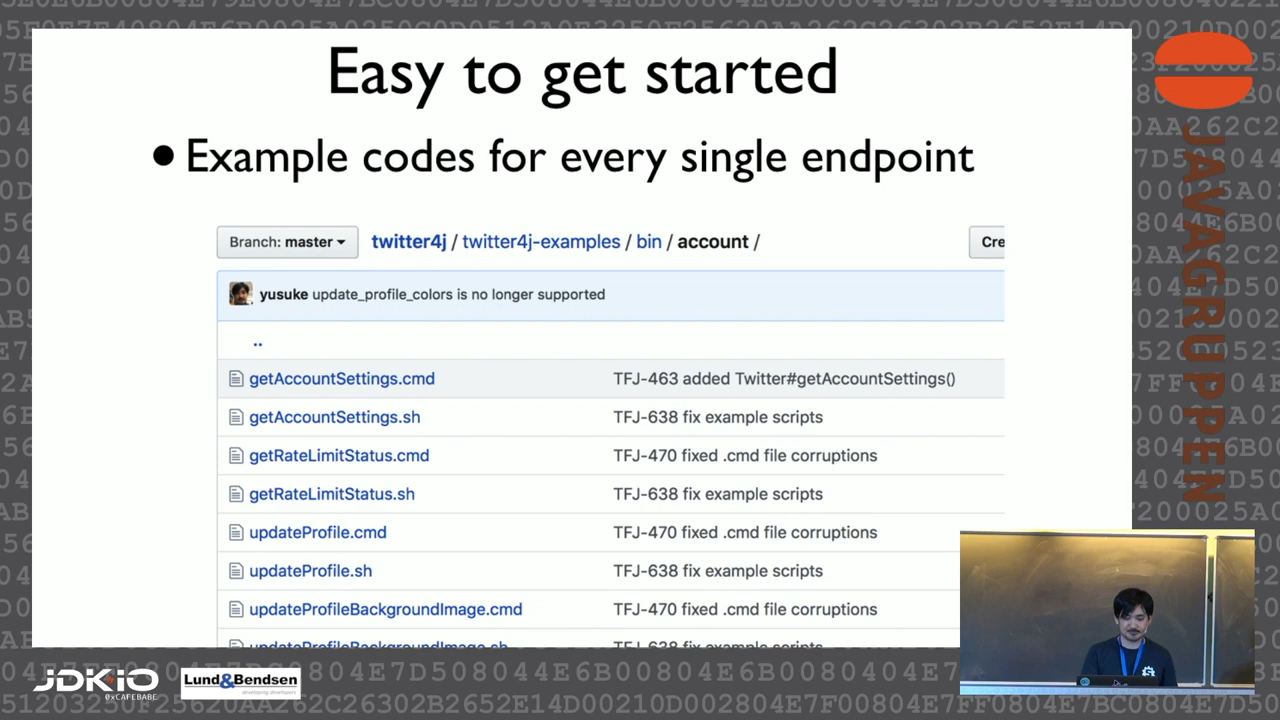 Easy to get started
• Example codes for every single endpoint
Branch: master
twitter4j / twitter4j-examples / bin / account /
Cre
yusuke update_profile_colors is no longer supported
..
getAccountSettings.cmd TFJ-463 added Twitter#getAccountSettings()
getAccountSettings.sh TFJ-638 fix example scripts
getRateLimitStatus.cmd TFJ-470 fixed .cmd file corruptions
getRateLimitStatus.sh TFJ-638 fix example scripts
updateProfile.cmd TFJ-470 fixed .cmd file corruptions
updateProfile.sh TFJ-638 fix example scripts
updateProfileBackgroundImage.cmd TFJ-470 fixed .cmd file corruptions
updateProfileBackgroundImage.sh TFJ-638 fix example scripts
JAVAGRUPPEN
JDKIO
0xCAFEBABE
Lund&Bendsen
developing developers